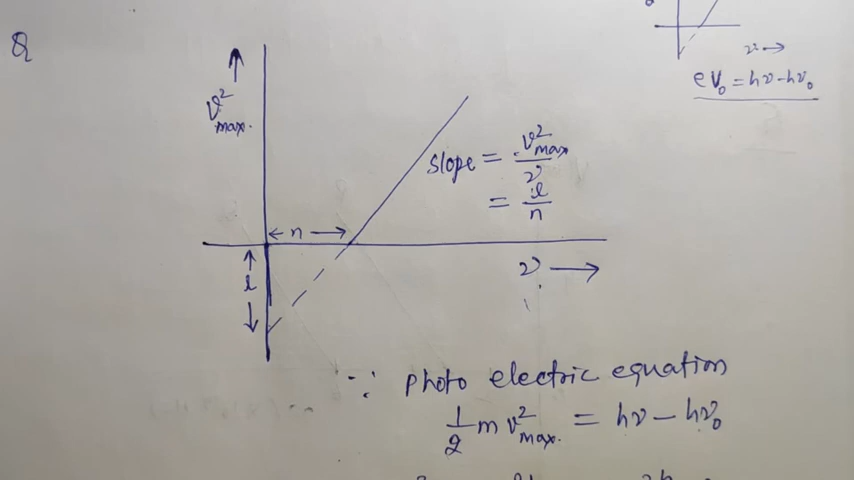 Q
ν →
eV₀ = hν - hν₀
v²max.
Slope = v²max / ν
= l / n
← n →
l
ν →
∵ photo electric equation
1/2 m v²max. = hν - hν₀